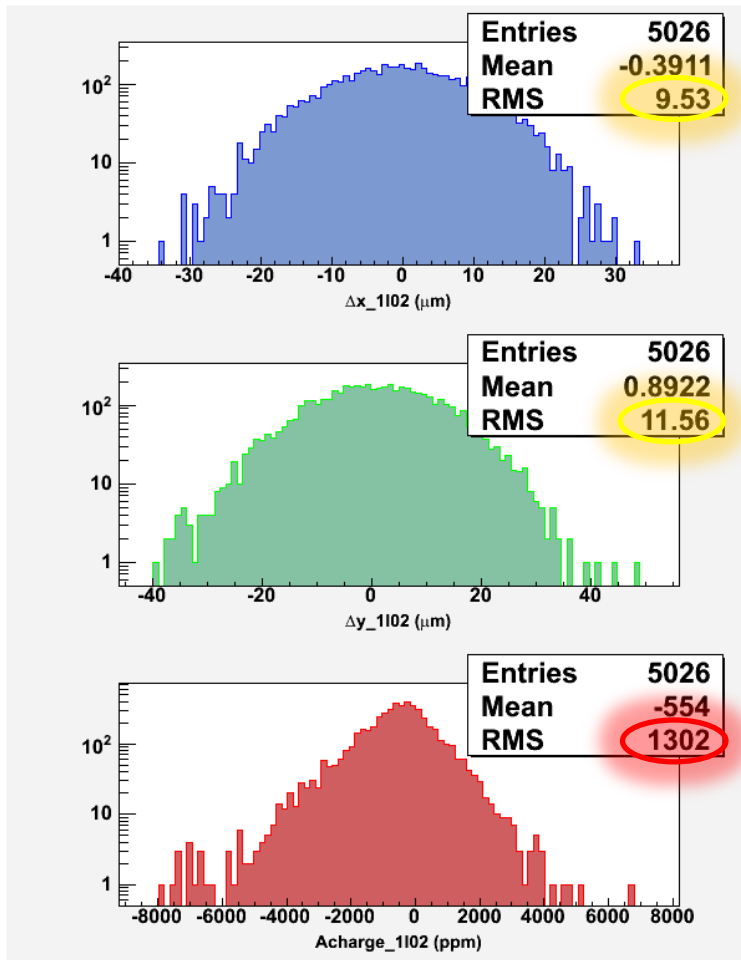 Entries 5026
Mean -0.3911
RMS 9.53
10²
10
1
-40 -30 -20 -10 0 10 20 30
Δx_1I02 (μm)
Entries 5026
Mean 0.8922
RMS 11.56
10²
10
1
-40 -20 0 20 40
Δy_1I02 (μm)
Entries 5026
Mean -554
RMS 1302
10²
10
1
-8000 -6000 -4000 -2000 0 2000 4000 6000 8000
Acharge_1I02 (ppm)